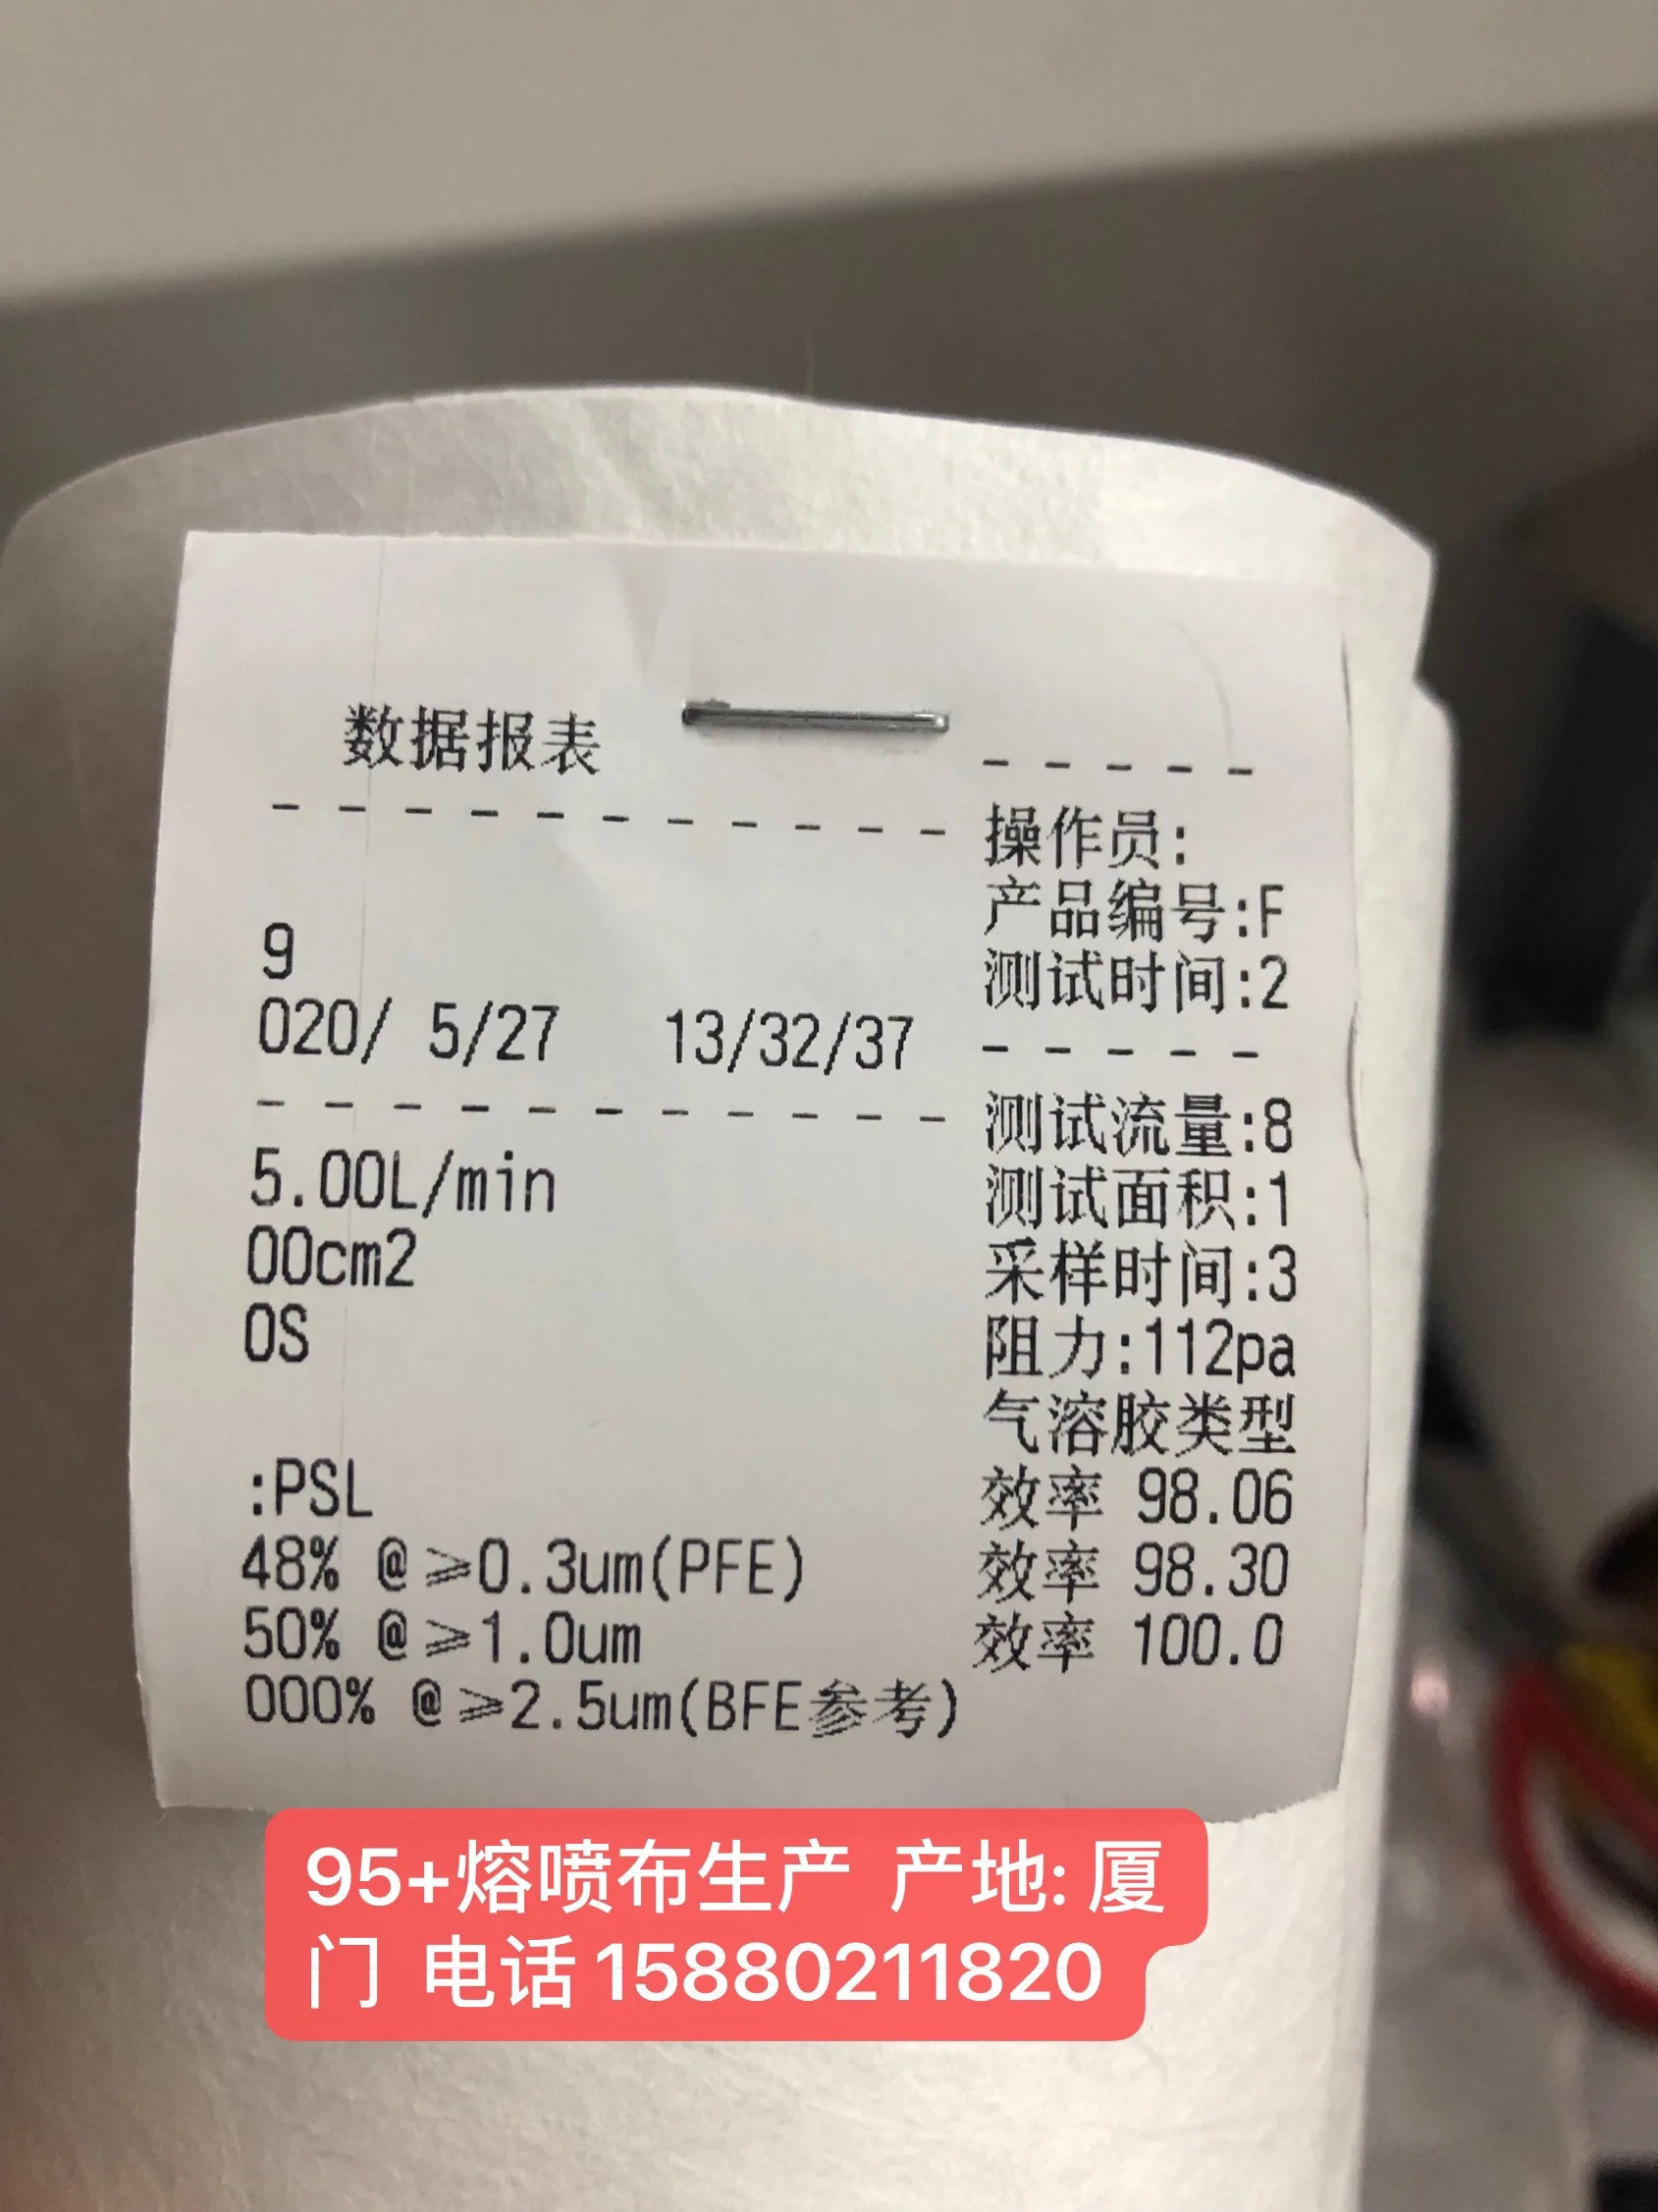 数据报表
- - - - - - - - - - -
9
020/ 5/27 13/32/37
- - - - - - - - - - -
5.00L/min
00cm2
0S
:PSL
48% @≥0.3um(PFE)
50% @≥1.0um
000% @≥2.5um(BFE参考)
- - - - -
操作员:
产品编号:F
测试时间:2
- - - - -
测试流量:8
测试面积:1
采样时间:3
阻力:112pa
气溶胶类型
效率 98.06
效率 98.30
效率 100.0
95+熔喷布生产 产地: 厦
门 电话 15880211820